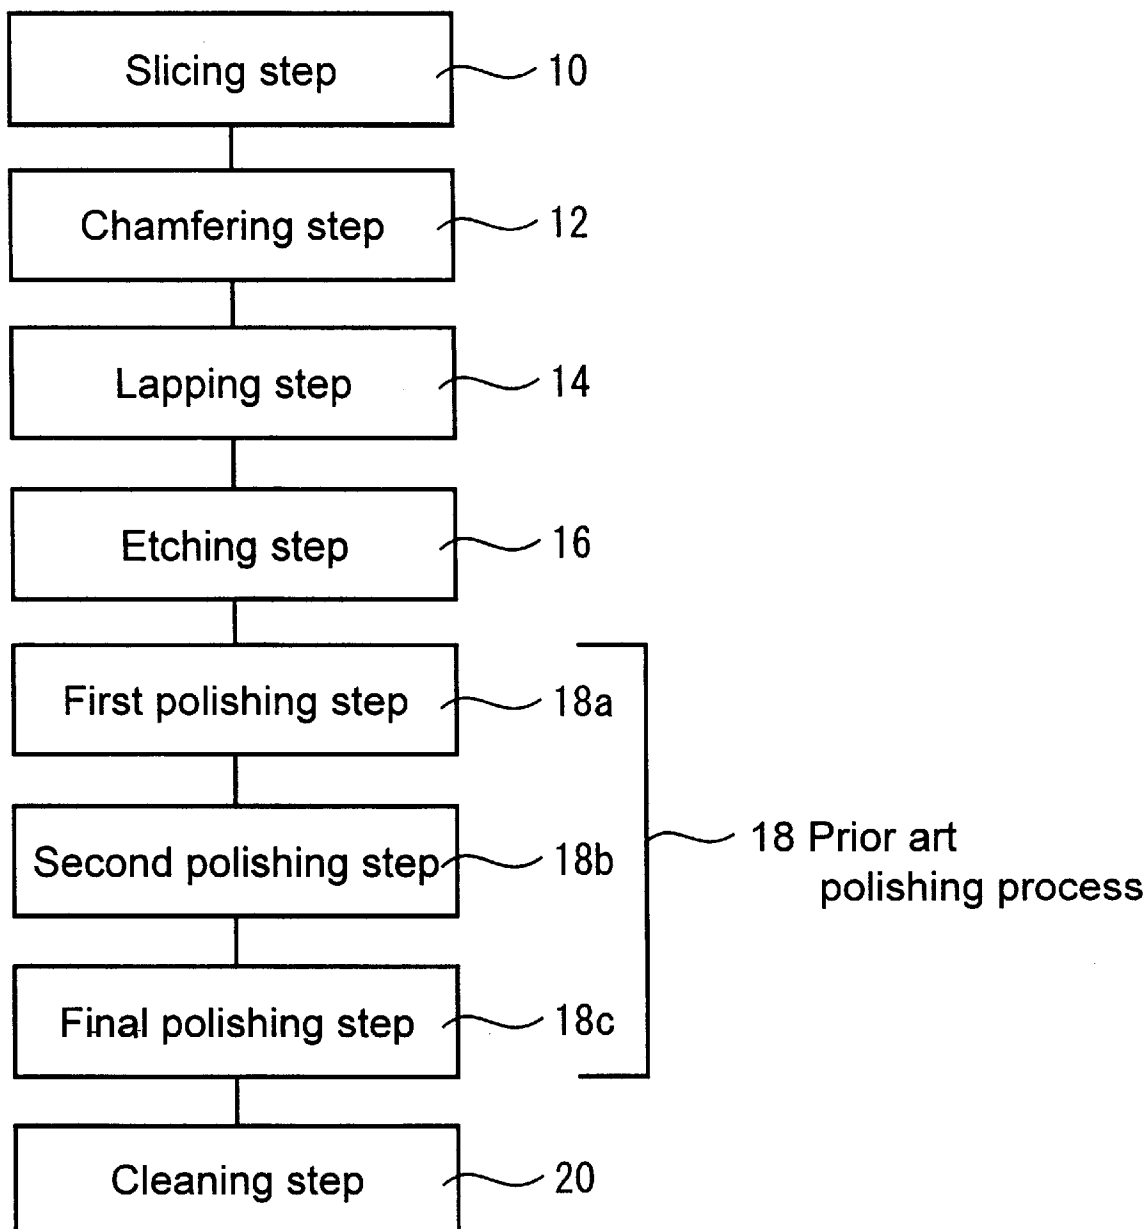 Slicing step 10
Chamfering step 12
Lapping step 14
Etching step 16
First polishing step 18a
Second polishing step 18b
18 Prior art
polishing process
Final polishing step 18c
Cleaning step 20